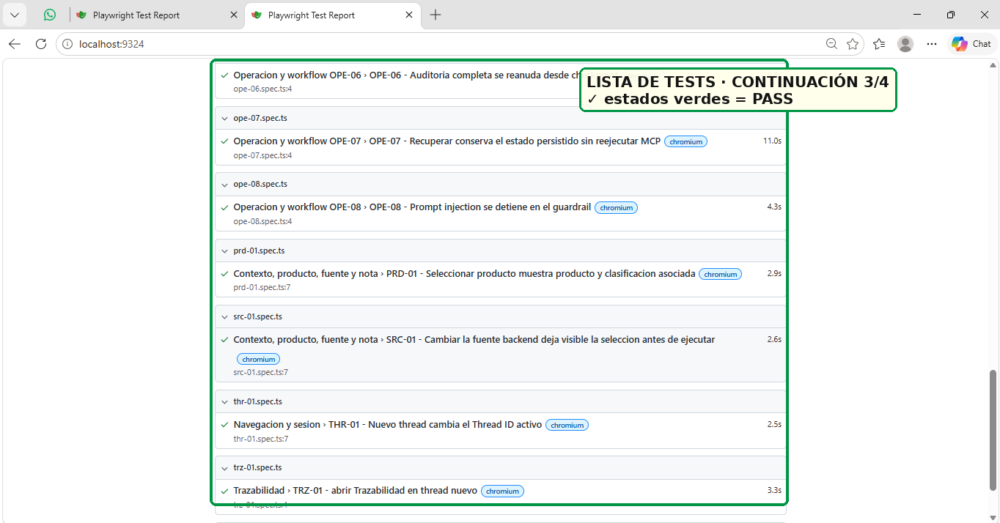 Playwright Test Report
Playwright Test Report
localhost:9324
Chat
LISTA DE TESTS · CONTINUACIÓN 3/4
✓ estados verdes = PASS
Operacion y workflow OPE-06 › OPE-06 - Auditoria completa se reanuda desde
ope-06.spec.ts:4
ope-07.spec.ts
Operacion y workflow OPE-07 › OPE-07 - Recuperar conserva el estado persistido sin reejecutar MCP chromium 11.0s
ope-07.spec.ts:4
ope-08.spec.ts
Operacion y workflow OPE-08 › OPE-08 - Prompt injection se detiene en el guardrail chromium 4.3s
ope-08.spec.ts:4
prd-01.spec.ts
Contexto, producto, fuente y nota › PRD-01 - Seleccionar producto muestra producto y clasificacion asociada chromium 2.9s
prd-01.spec.ts:7
src-01.spec.ts
Contexto, producto, fuente y nota › SRC-01 - Cambiar la fuente backend deja visible la seleccion antes de ejecutar 2.6s
chromium
src-01.spec.ts:7
thr-01.spec.ts
Navegacion y sesion › THR-01 - Nuevo thread cambia el Thread ID activo chromium 2.5s
thr-01.spec.ts:7
trz-01.spec.ts
Trazabilidad › TRZ-01 - abrir Trazabilidad en thread nuevo chromium 3.3s